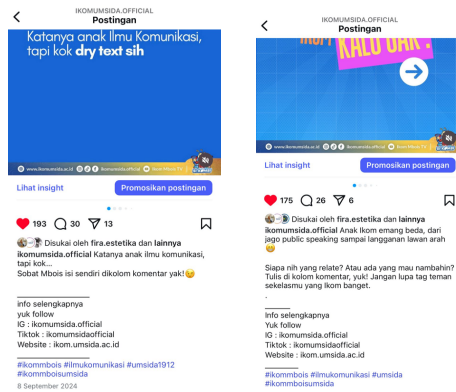 IKOMUMSIDA.OFFICIAL
Postingan
Katanya anak Ilmu Komunikasi,
tapi kok dry text sih
www.ikomumsida.ac.id
ikomumsida.official
Lihat insight
Promosikan postingan
193
30
13
Disukai oleh fira.estetika dan lainnya
ikomumsida.official Katanya anak ilmu komunikasi,
tapi kok...
Sobat Mbois isi sendiri dikolom komentar yak!😉
info selengkapnya
yuk follow
IG : ikomumsida.official
Tiktok : ikomumsidaofficial
Website : ikom.umsida.ac.id
#ikommbois #ilmukomunikasi #umsida1912
#ikommboisumsida
8 September 2024
IKOMUMSIDA.OFFICIAL
Postingan
KALO GAK :
www.ikomumsida.ac.id
ikomumsida.official
Lihat insight
Promosikan postingan
175
26
6
Disukai oleh fira.estetika dan lainnya
ikomumsida.official Anak Ikom emang beda, dari
jago public speaking sampai langganan lawan arah
Siapa nih yang relate? Atau ada yang mau nambahin?
Tulis di kolom komentar, yuk! Jangan lupa tag teman
sekelasmu yang Ikom banget.
.
Info selengkapnya
Yuk follow
IG : ikomumsida.official
Tiktok : ikomumsidaofficial
Website : ikom.umsida.ac.id
#ikommbois #ilmukomunikasi #umsida
#ikommboisumsida